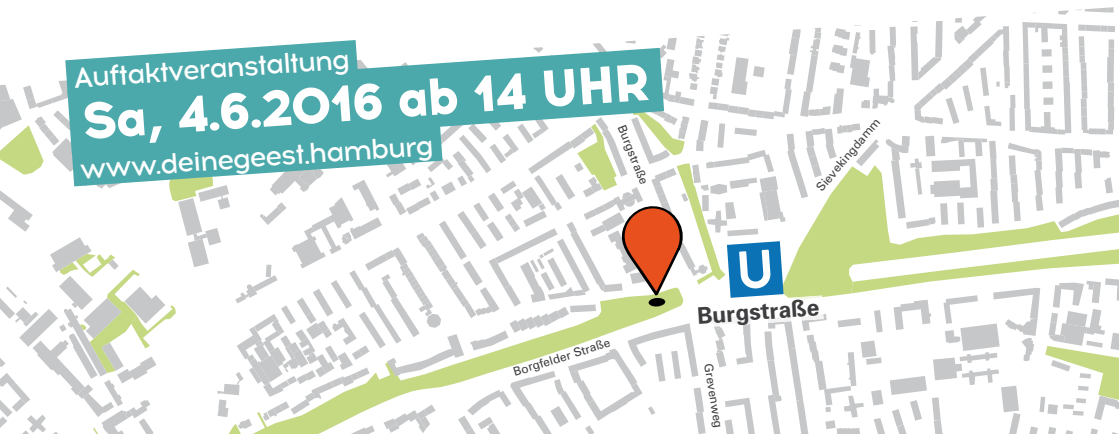 Auftaktveranstaltung
Sa, 4.6.2016 ab 14 UHR
www.deinegeest.hamburg
Burgstraße
Sievekingdamm
U
Burgstraße
Borgfelder Straße
Grevenweg